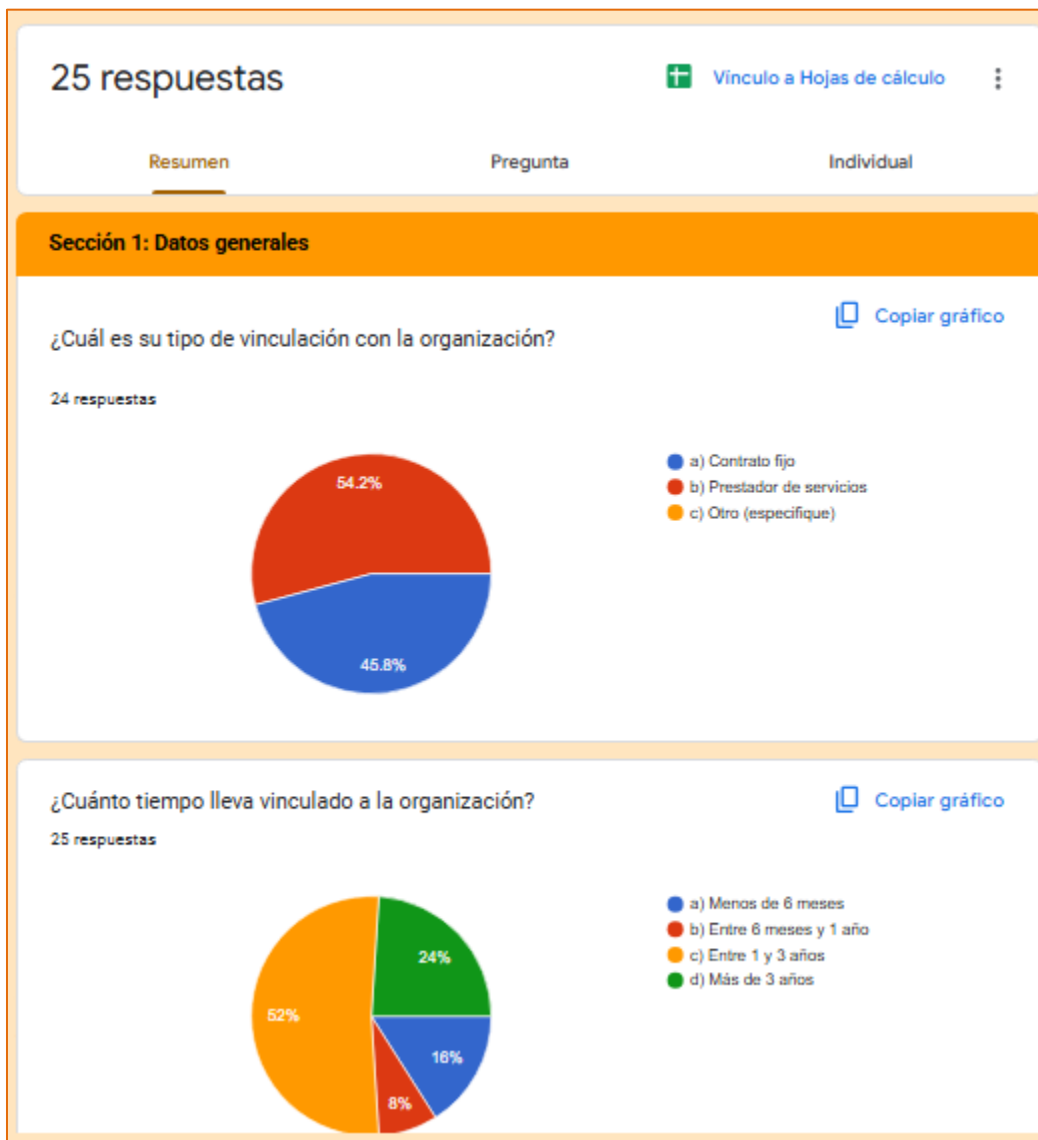 25 respuestas
Vínculo a Hojas de cálculo
Resumen
Pregunta
Individual
Sección 1: Datos generales
Copiar gráfico
¿Cuál es su tipo de vinculación con la organización?
24 respuestas
54.2%
45.8%
a) Contrato fijo
b) Prestador de servicios
c) Otro (especifique)
¿Cuánto tiempo lleva vinculado a la organización?
Copiar gráfico
25 respuestas
24%
52%
16%
8%
a) Menos de 6 meses
b) Entre 6 meses y 1 año
c) Entre 1 y 3 años
d) Más de 3 años